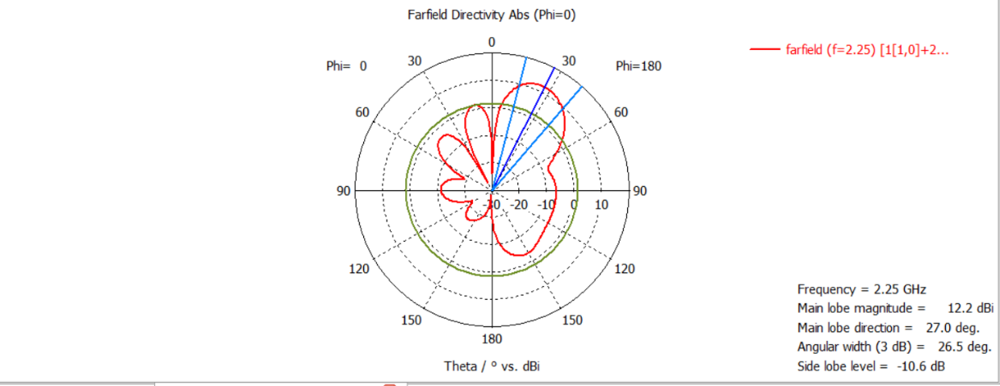 Farfield Directivity Abs (Phi=0)
0
Phi= 0
30
30
Phi=180
farfield (f=2.25) [1[1,0]+2...
60
60
90
90
-30 -20 -10 0 10
120
120
150
150
180
Theta / ° vs. dBi
Frequency = 2.25 GHz
Main lobe magnitude = 12.2 dBi
Main lobe direction = 27.0 deg.
Angular width (3 dB) = 26.5 deg.
Side lobe level = -10.6 dB